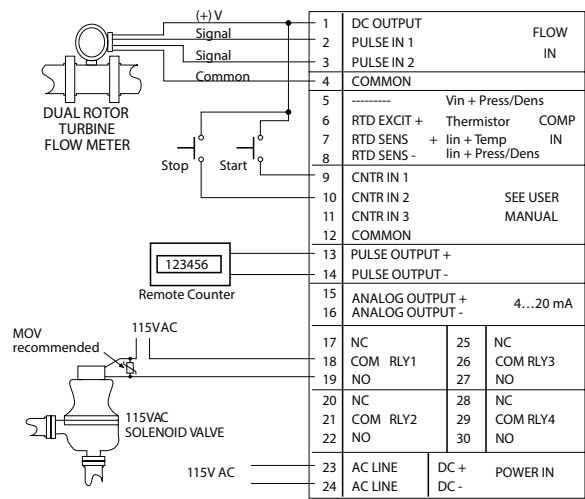 (+) V
Signal
Signal
Common
DUAL ROTOR
TURBINE
FLOW METER
Stop
Start
1 DC OUTPUT
2 PULSE IN 1
3 PULSE IN 2
FLOW
IN
4 COMMON
5 --------- Vin + Press/Dens
6 RTD EXCIT + Thermistor COMP
7 RTD SENS + Iin + Temp IN
8 RTD SENS - Iin + Press/Dens
9 CNTR IN 1
10 CNTR IN 2 SEE USER
11 CNTR IN 3 MANUAL
12 COMMON
13 PULSE OUTPUT +
14 PULSE OUTPUT -
123456
Remote Counter
15 ANALOG OUTPUT +
16 ANALOG OUTPUT -
4...20 mA
MOV
recommended
115VAC
17 NC 25 NC
18 COM RLY1 26 COM RLY3
19 NO 27 NO
20 NC 28 NC
21 COM RLY2 29 COM RLY4
22 NO 30 NO
115VAC
SOLENOID VALVE
115V AC
23 AC LINE DC + POWER IN
24 AC LINE DC -